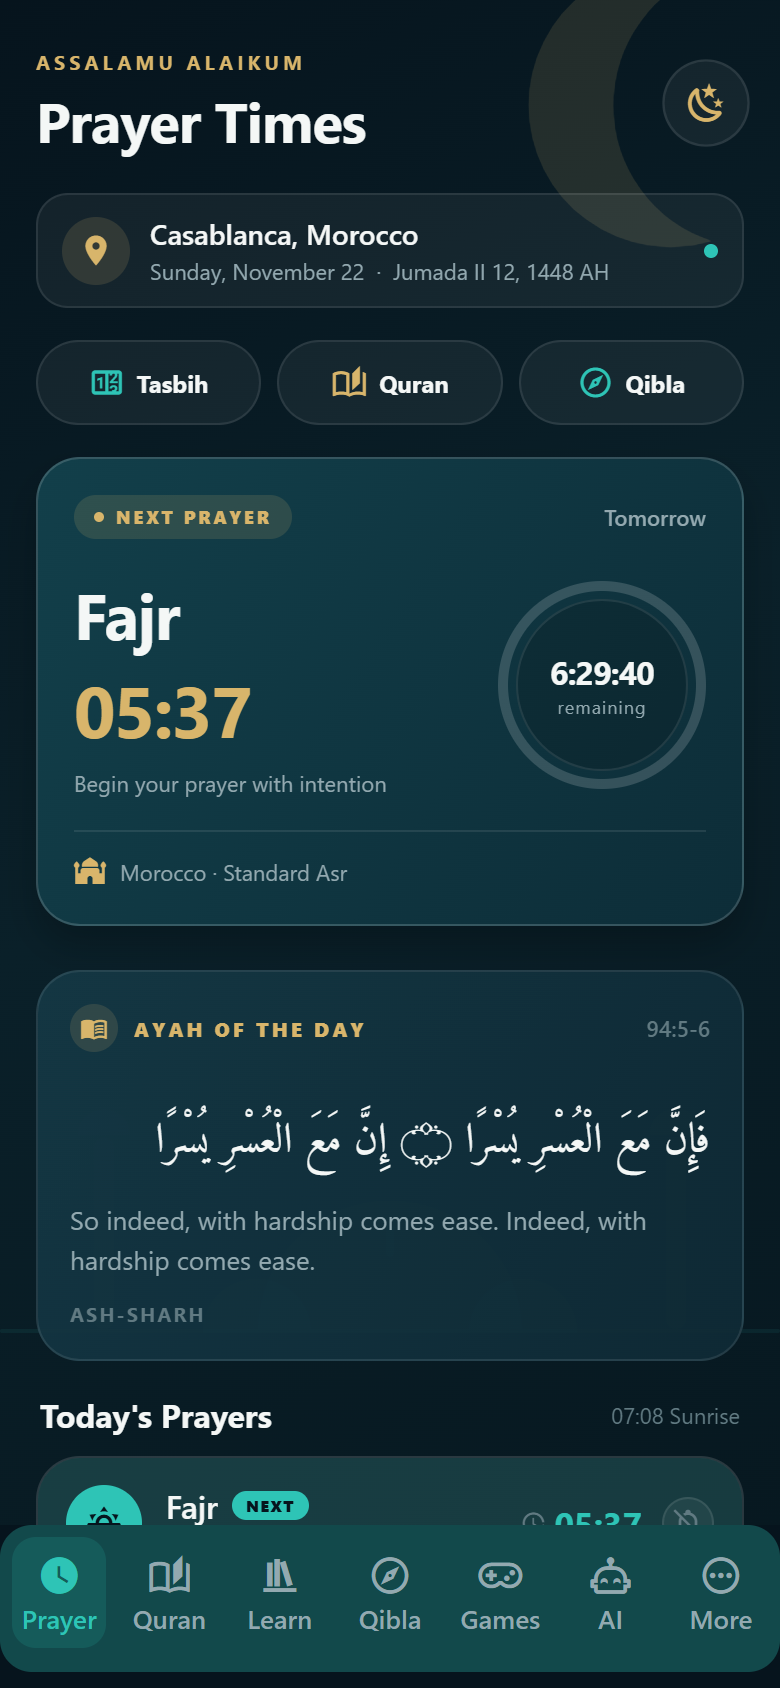 ASSALAMU ALAIKUM
Prayer Times
Casablanca, Morocco
Sunday, November 22 · Jumada II 12, 1448 AH
Tasbih
Quran
Qibla
NEXT PRAYER
Tomorrow
Fajr
05:37
6:29:40
remaining
Begin your prayer with intention
Morocco · Standard Asr
AYAH OF THE DAY
94:5-6
فَإِنَّ مَعَ الْعُسْرِ يُسْرًا ۝ إِنَّ مَعَ الْعُسْرِ يُسْرًا
So indeed, with hardship comes ease. Indeed, with
hardship comes ease.
ASH-SHARH
Today's Prayers
07:08 Sunrise
Fajr NEXT
05:37
Prayer
Quran
Learn
Qibla
Games
AI
More